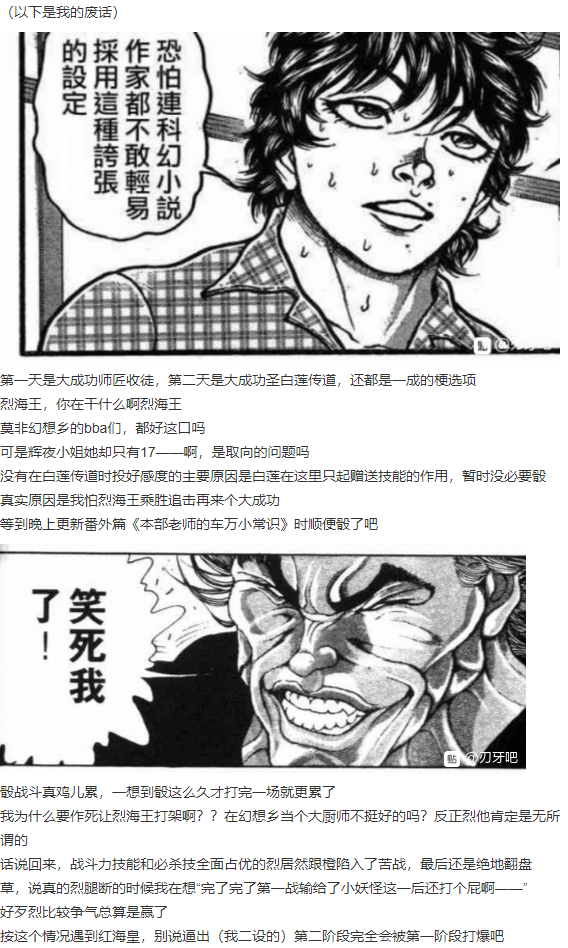 （以下是我的废话）
恐怕連科幻小說
作家都不敢輕易
採用這種誇張
的設定
贴 @刃牙吧
第一天是大成功师匠收徒，第二天是大成功圣白莲传道，还都是一成的梗选项
烈海王，你在干什么啊烈海王
莫非幻想乡的bba们，都好这口吗
可是辉夜小姐她却只有17——啊，是取向的问题吗
没有在白莲传道时投好感度的主要原因是白莲在这里只起赠送技能的作用，暂时没必要骰
真实原因是我怕烈海王乘胜追击再来个大成功
等到晚上更新番外篇《本部老师的车万小常识》时顺便骰了吧
笑死我
了！
贴 @刃牙吧
骰战斗真鸡儿累，一想到骰这么久才打完一场就更累了
我为什么要作死让烈海王打架啊？？在幻想乡当个大厨师不挺好的吗？反正烈他肯定是无所
谓的
话说回来，战斗力技能和必杀技全面占优的烈居然跟橙陷入了苦战，最后还是绝地翻盘
草，说真的烈腿断的时候我在想“完了完了第一战输给了小妖怪这一后还打个屁啊——”
好歹烈比较争气总算是赢了
按这个情况遇到红海皇，别说逼出（我二设的）第二阶段完全会被第一阶段打爆吧